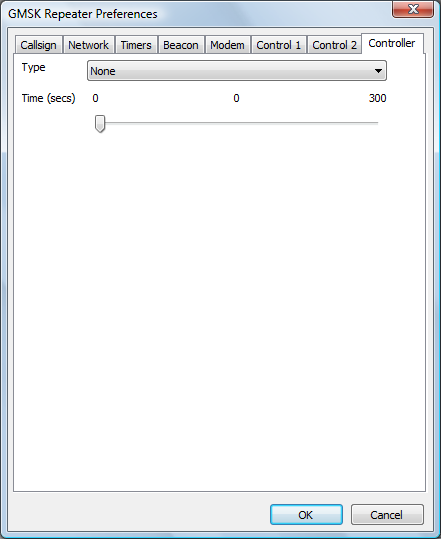 GMSK Repeater Preferences
Callsign Network Timers Beacon Modem Control 1 Control 2 Controller
Type None
Time (secs) 0 0 300
OK Cancel